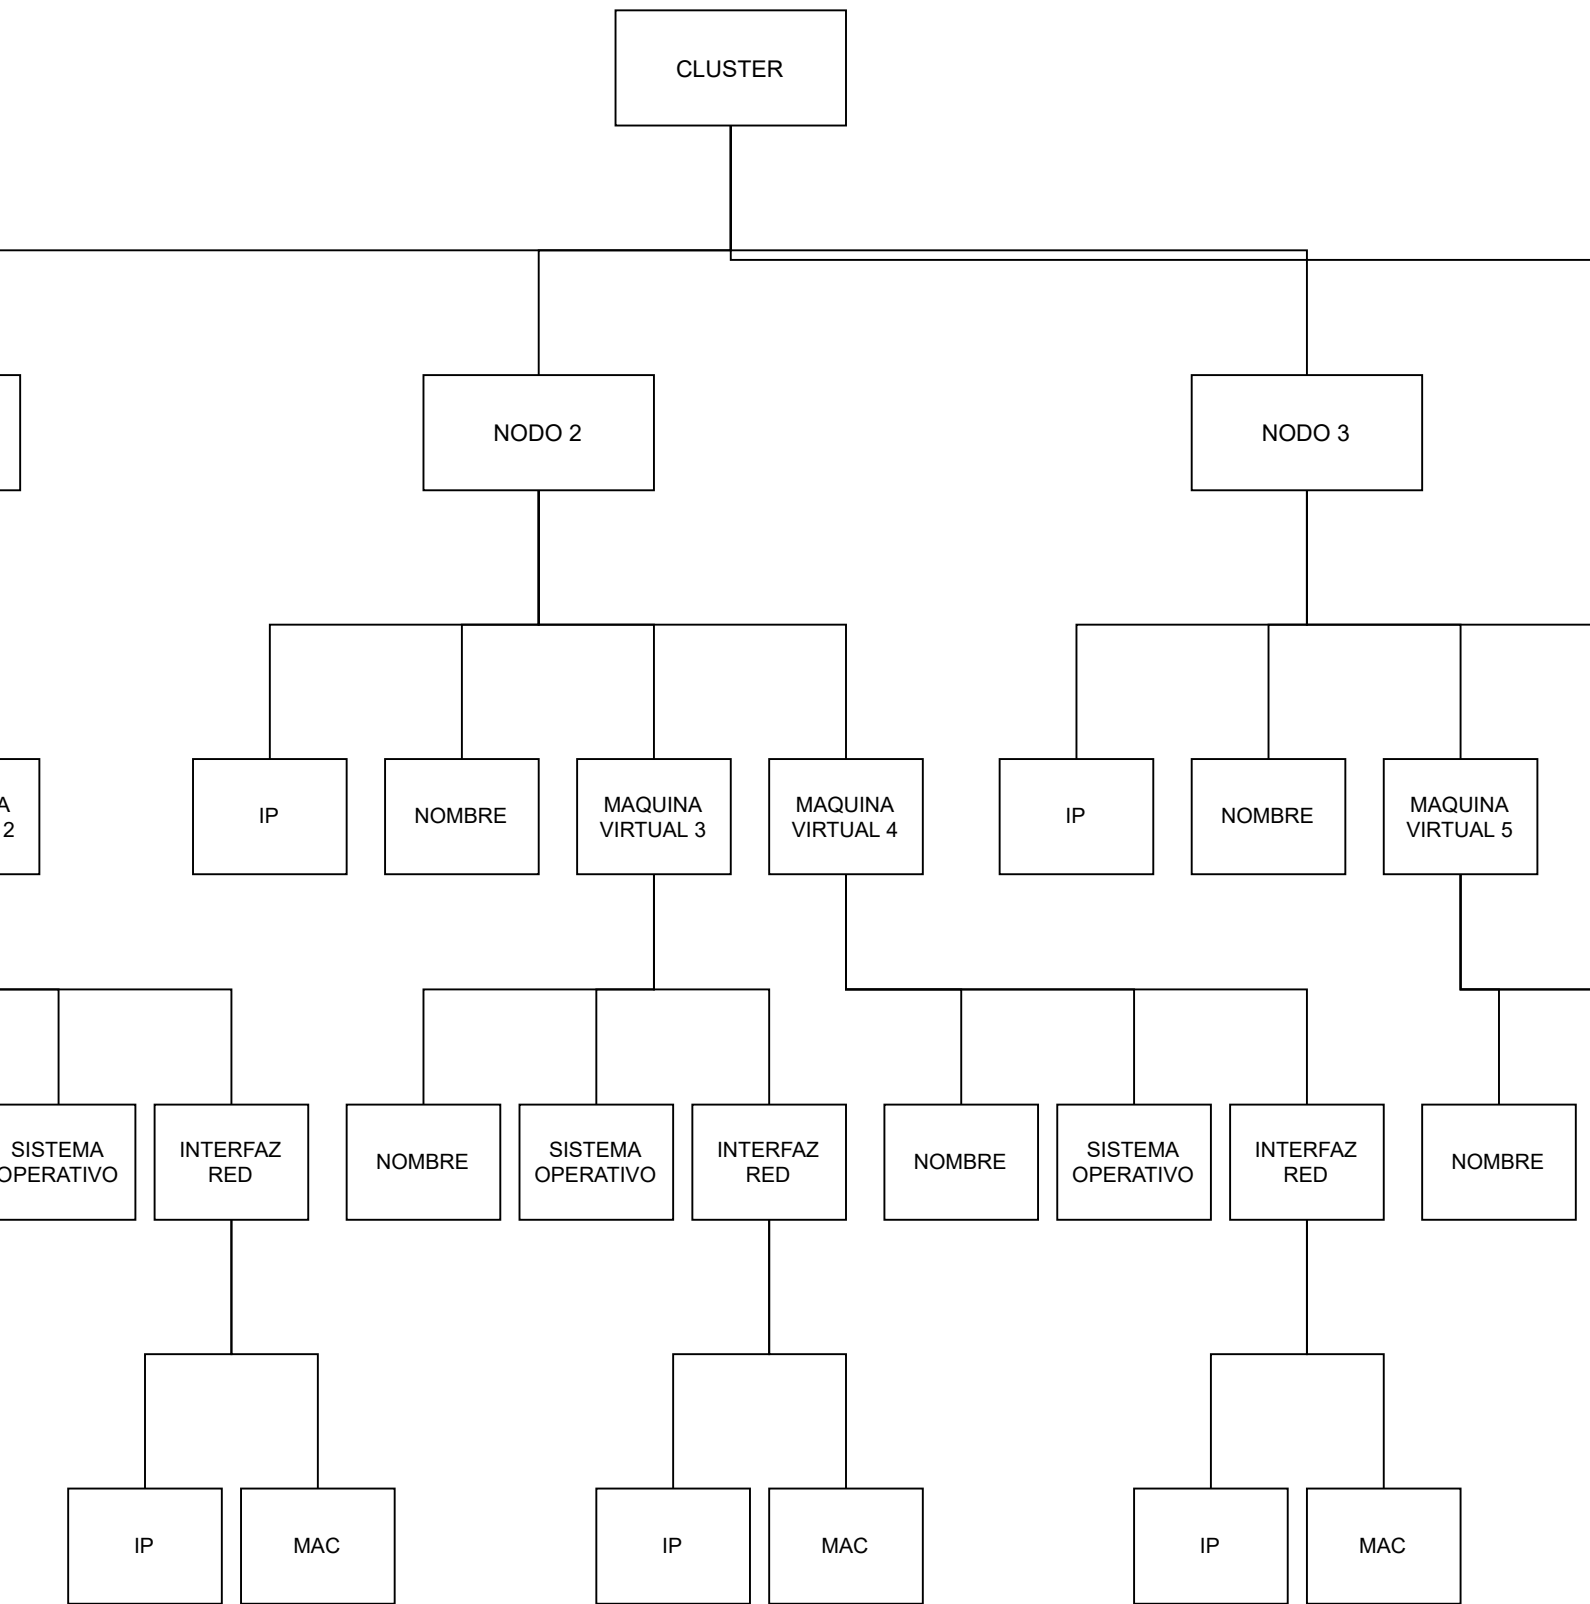 CLUSTER
NODO 2
NODO 3
A
2
IP
NOMBRE
MAQUINA
VIRTUAL 3
MAQUINA
VIRTUAL 4
IP
NOMBRE
MAQUINA
VIRTUAL 5
SISTEMA
OPERATIVO
INTERFAZ
RED
NOMBRE
SISTEMA
OPERATIVO
INTERFAZ
RED
NOMBRE
SISTEMA
OPERATIVO
INTERFAZ
RED
NOMBRE
IP
MAC
IP
MAC
IP
MAC